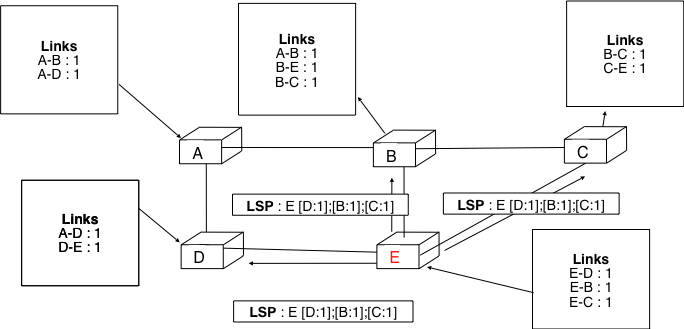 Links
A-B : 1
A-D : 1
Links
A-B : 1
B-E : 1
B-C : 1
Links
B-C : 1
C-E : 1
A
B
C
LSP : E [D:1];[B:1];[C:1]
LSP : E [D:1];[B:1];[C:1]
Links
A-D : 1
D-E : 1
D
E
Links
E-D : 1
E-B : 1
E-C : 1
LSP : E [D:1];[B:1];[C:1]